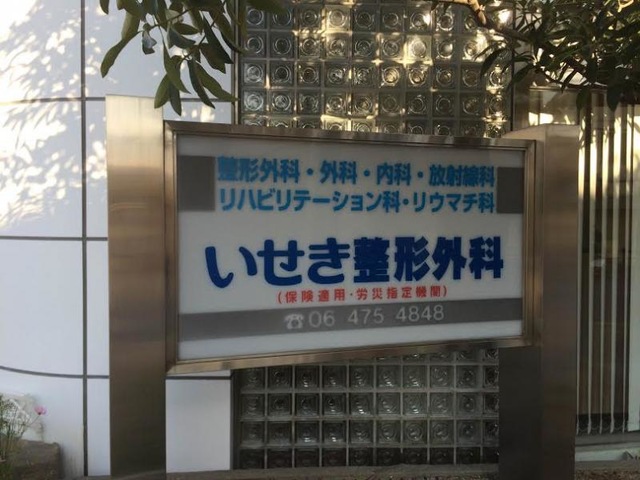 整形外科・外科・内科・放射線科
リハビリテーション科・リウマチ科
いせき整形外科
(保険適用・労災指定機関)
☎06 475 4848